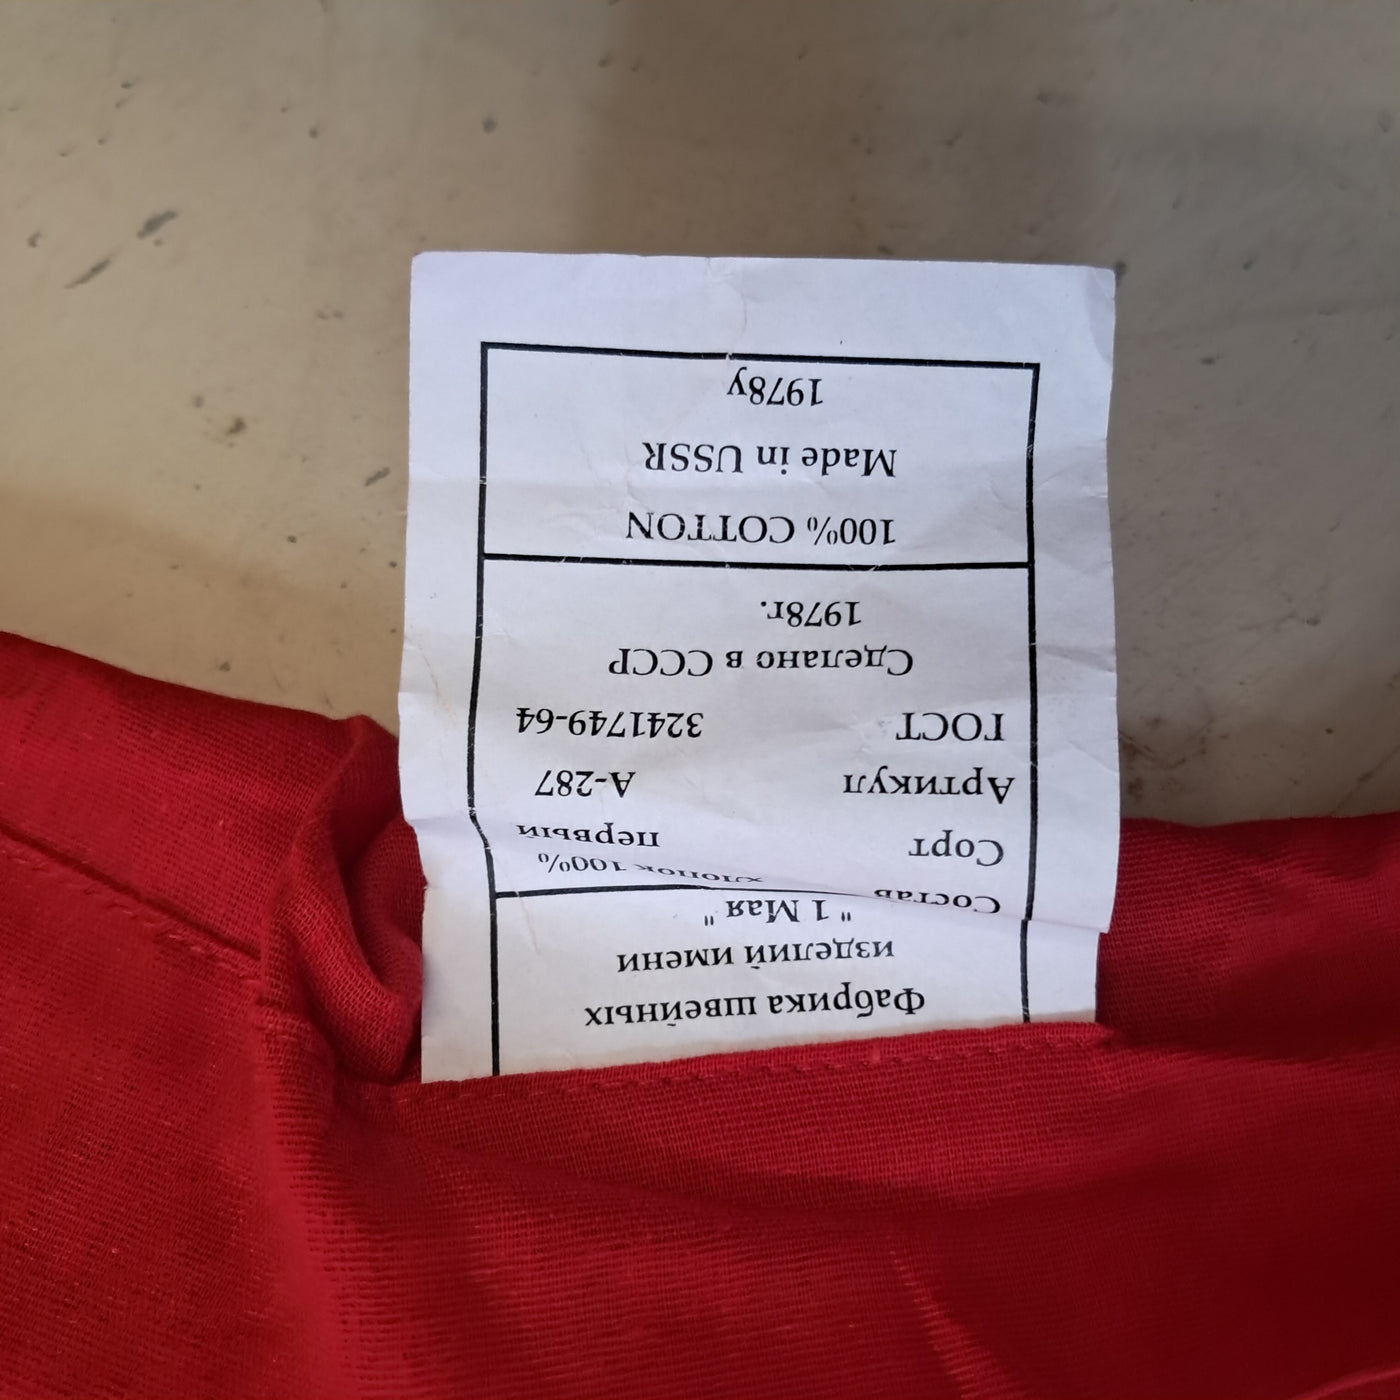 Фабрика швейных
изделий имени
" 1 Мая "
Состав хлопок 100%
Сорт первый
Артикул А-287
ГОСТ 3241749-64
Сделано в СССР
1978г.
100% COTTON
Made in USSR
1978y